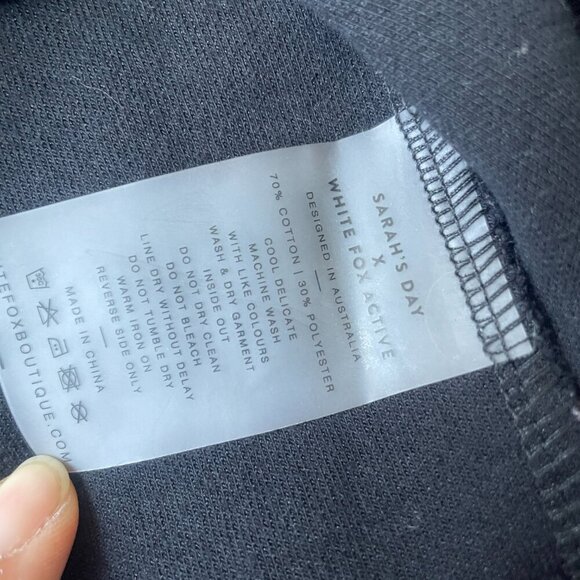 SARAH'S DAY
X
WHITE FOX ACTIVE
DESIGNED IN AUSTRALIA
70% COTTON | 30% POLYESTER
COOL DELICATE
MACHINE WASH
WITH LIKE COLOURS
WASH & DRY GARMENT
INSIDE OUT
DO NOT DRY CLEAN
DO NOT BLEACH
LINE DRY WITHOUT DELAY
DO NOT TUMBLE DRY
WARM IRON ON
REVERSE SIDE ONLY
MADE IN CHINA
TEFOXBOUTIQUE.COM